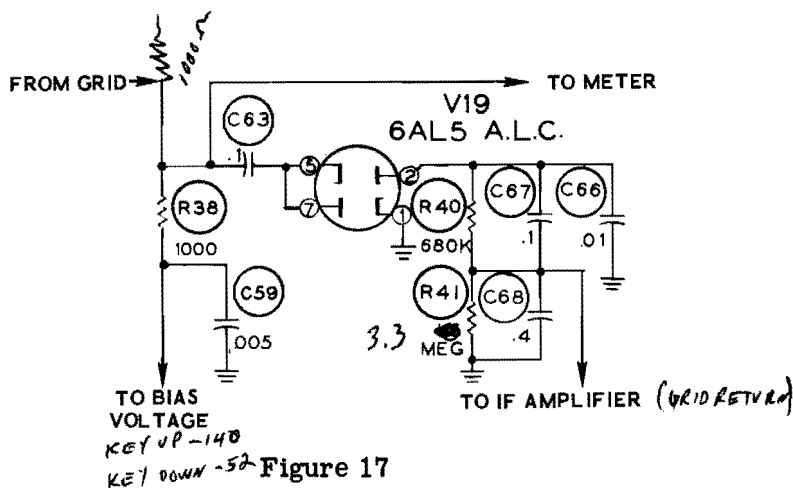 1000 Ω
FROM GRID
TO METER
V19
6AL5 A.L.C.
C63
.1
5
2
7
1
R38
1000
R40
680K
C67
.1
C66
.01
C59
.005
R41
3.3
MEG
C68
.4
TO BIAS
VOLTAGE
TO IF AMPLIFIER (GRID RETURN)
KEY UP -140
KEY DOWN -52
Figure 17